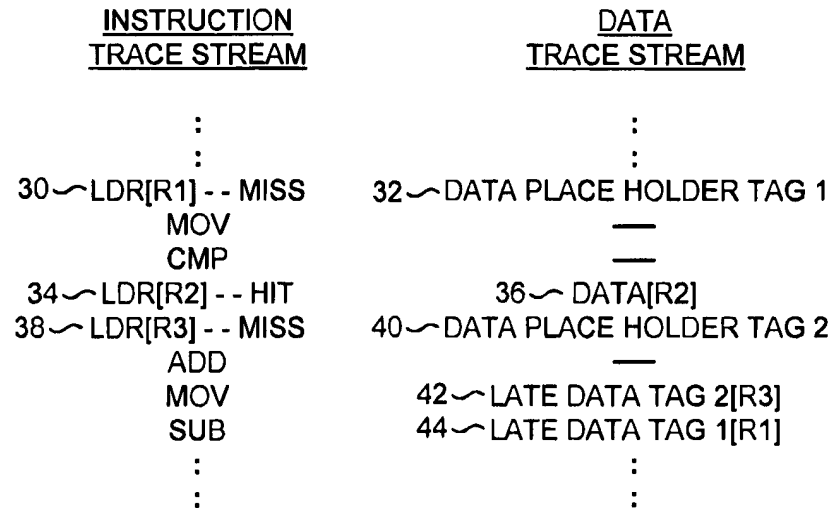 INSTRUCTION DATA
TRACE STREAM TRACE STREAM
: :
: :
30 LDR[R1] - - MISS 32 DATA PLACE HOLDER TAG 1
MOV —
CMP —
34 LDR[R2] - - HIT 36 DATA[R2]
38 LDR[R3] - - MISS 40 DATA PLACE HOLDER TAG 2
ADD —
MOV 42 LATE DATA TAG 2[R3]
SUB 44 LATE DATA TAG 1[R1]
: :
: :